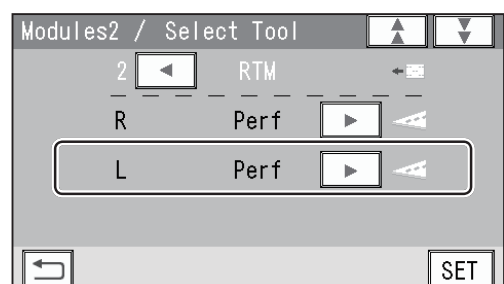 Modules2 / Select Tool
2 RTM
R Perf
L Perf
SET